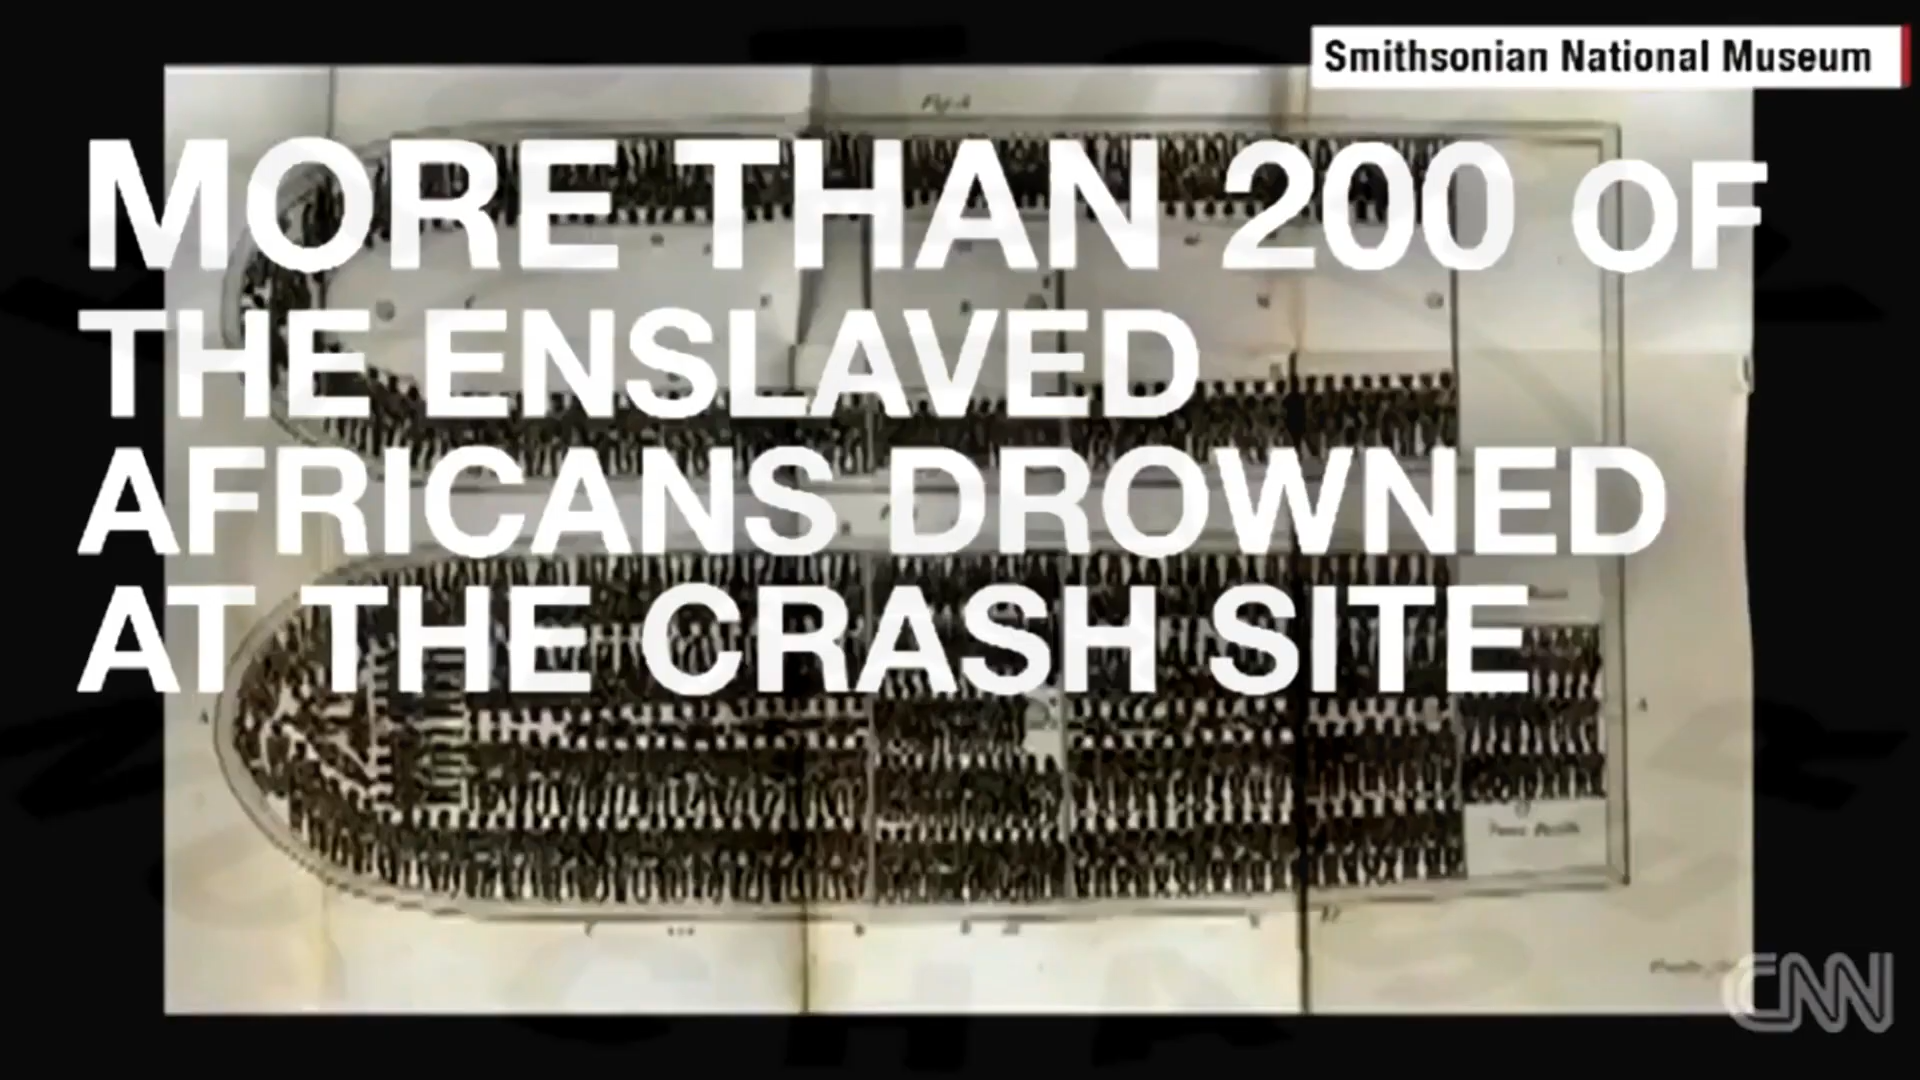 Smithsonian National Museum
MORE THAN 200 OF
THE ENSLAVED
AFRICANS DROWNED
AT THE CRASH SITE
CNN